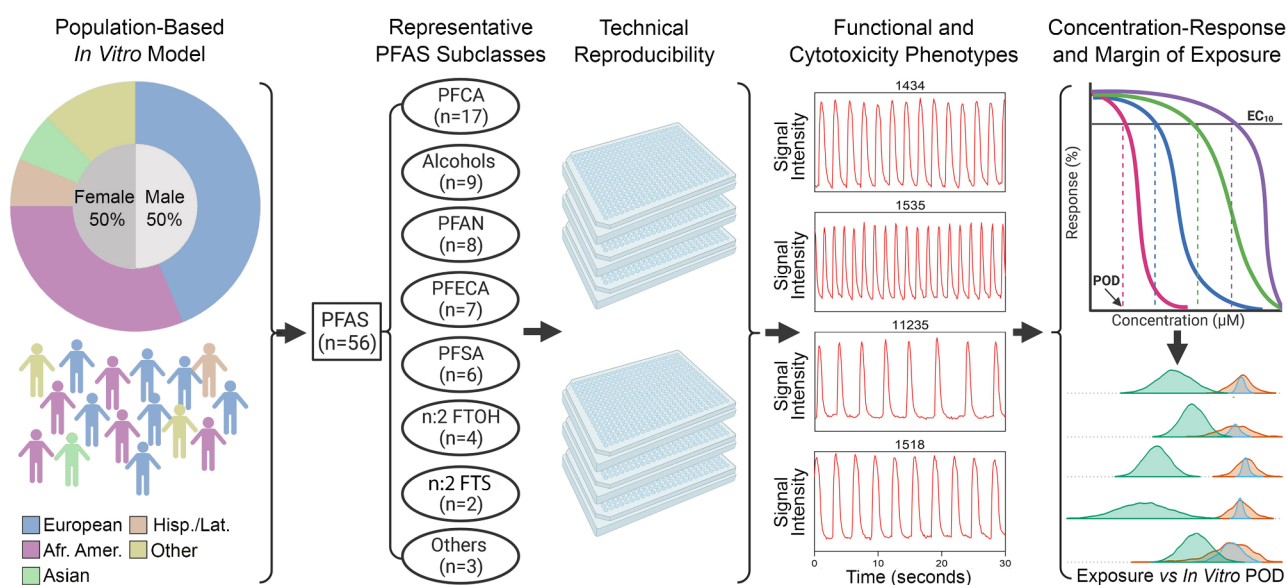 Population-Based
In Vitro Model
Female
50%
Male
50%
European
Hisp./Lat.
Afr. Amer.
Other
Asian
PFAS
(n=56)
Representative
PFAS Subclasses
PFCA
(n=17)
Alcohols
(n=9)
PFAN
(n=8)
PFECA
(n=7)
PFSA
(n=6)
n:2 FTOH
(n=4)
n:2 FTS
(n=2)
Others
(n=3)
Technical
Reproducibility
Functional and
Cytotoxicity Phenotypes
1434
Signal
Intensity
1535
Signal
Intensity
11235
Signal
Intensity
1518
Signal
Intensity
0 10 20 30
Time (seconds)
Concentration-Response
and Margin of Exposure
EC10
Response (%)
POD
Concentration (µM)
Exposure vs In Vitro POD